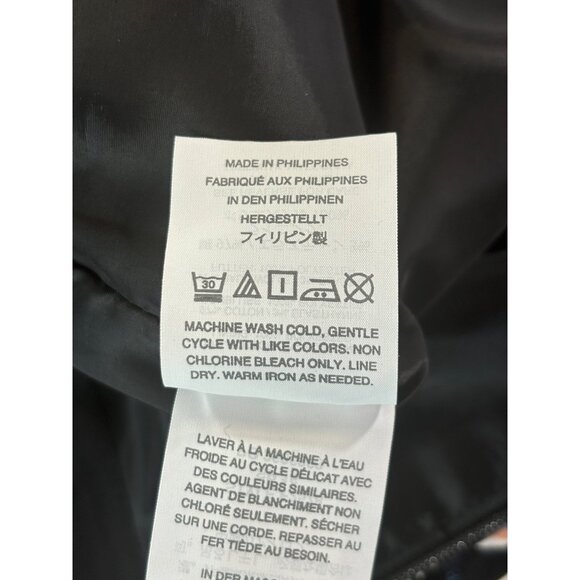 MADE IN PHILIPPINES
FABRIQUÉ AUX PHILIPPINES
IN DEN PHILIPPINEN
HERGESTELLT
フィリピン製
30
MACHINE WASH COLD, GENTLE
CYCLE WITH LIKE COLORS. NON
CHLORINE BLEACH ONLY. LINE
DRY. WARM IRON AS NEEDED.
LAVER À LA MACHINE À L'EAU
FROIDE AU CYCLE DÉLICAT AVEC
DES COULEURS SIMILAIRES.
AGENT DE BLANCHIMENT NON
CHLORÉ SEULEMENT. SÉCHER
SUR UNE CORDE. REPASSER AU
FER TIÈDE AU BESOIN.
IN DER